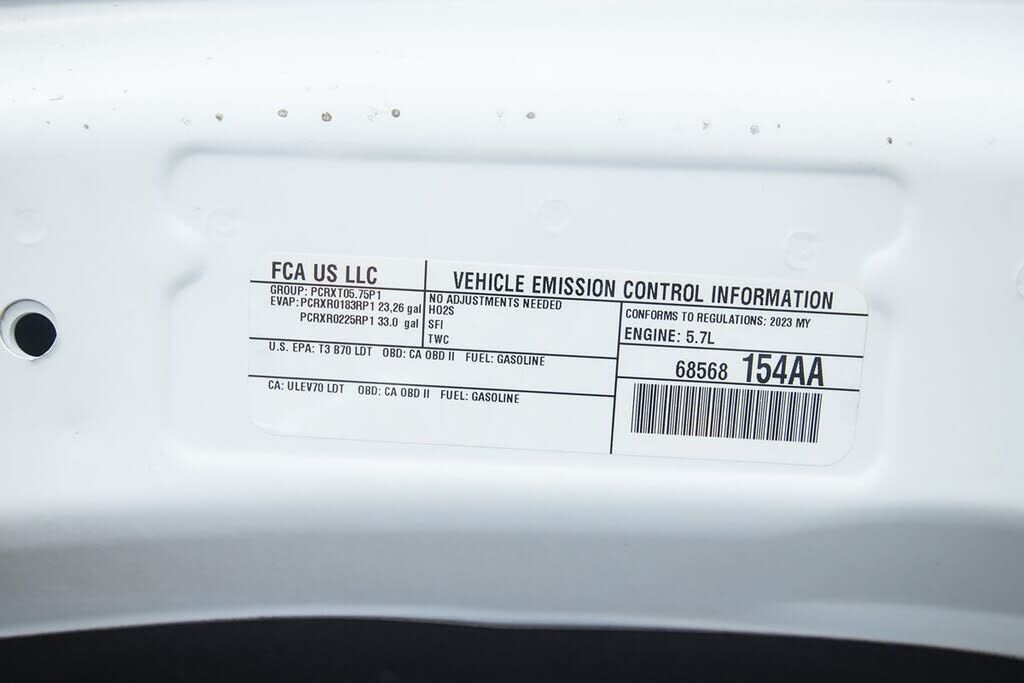 FCA US LLC
GROUP: PCRXT05.75P1
EVAP: PCRXR0183RP1 23,26 gal
PCRXR0225RP1 33.0 gal
VEHICLE EMISSION CONTROL INFORMATION
NO ADJUSTMENTS NEEDED
HO2S
SFI
TWC
CONFORMS TO REGULATIONS: 2023 MY
ENGINE: 5.7L
68568 154AA
U.S. EPA: T3 B70 LDT OBD: CA OBD II FUEL: GASOLINE
CA: ULEV70 LDT OBD: CA OBD II FUEL: GASOLINE